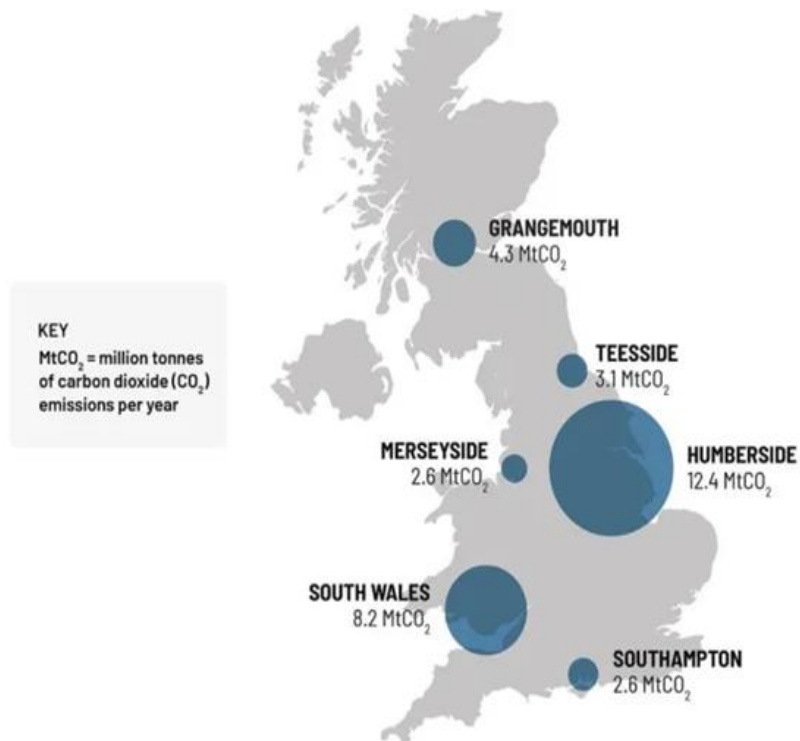 GRANGEMOUTH
4.3 MtCO₂
KEY
MtCO₂ = million tonnes
of carbon dioxide (CO₂)
emissions per year
TEESSIDE
3.1 MtCO₂
MERSEYSIDE
2.6 MtCO₂
HUMBERSIDE
12.4 MtCO₂
SOUTH WALES
8.2 MtCO₂
SOUTHAMPTON
2.6 MtCO₂